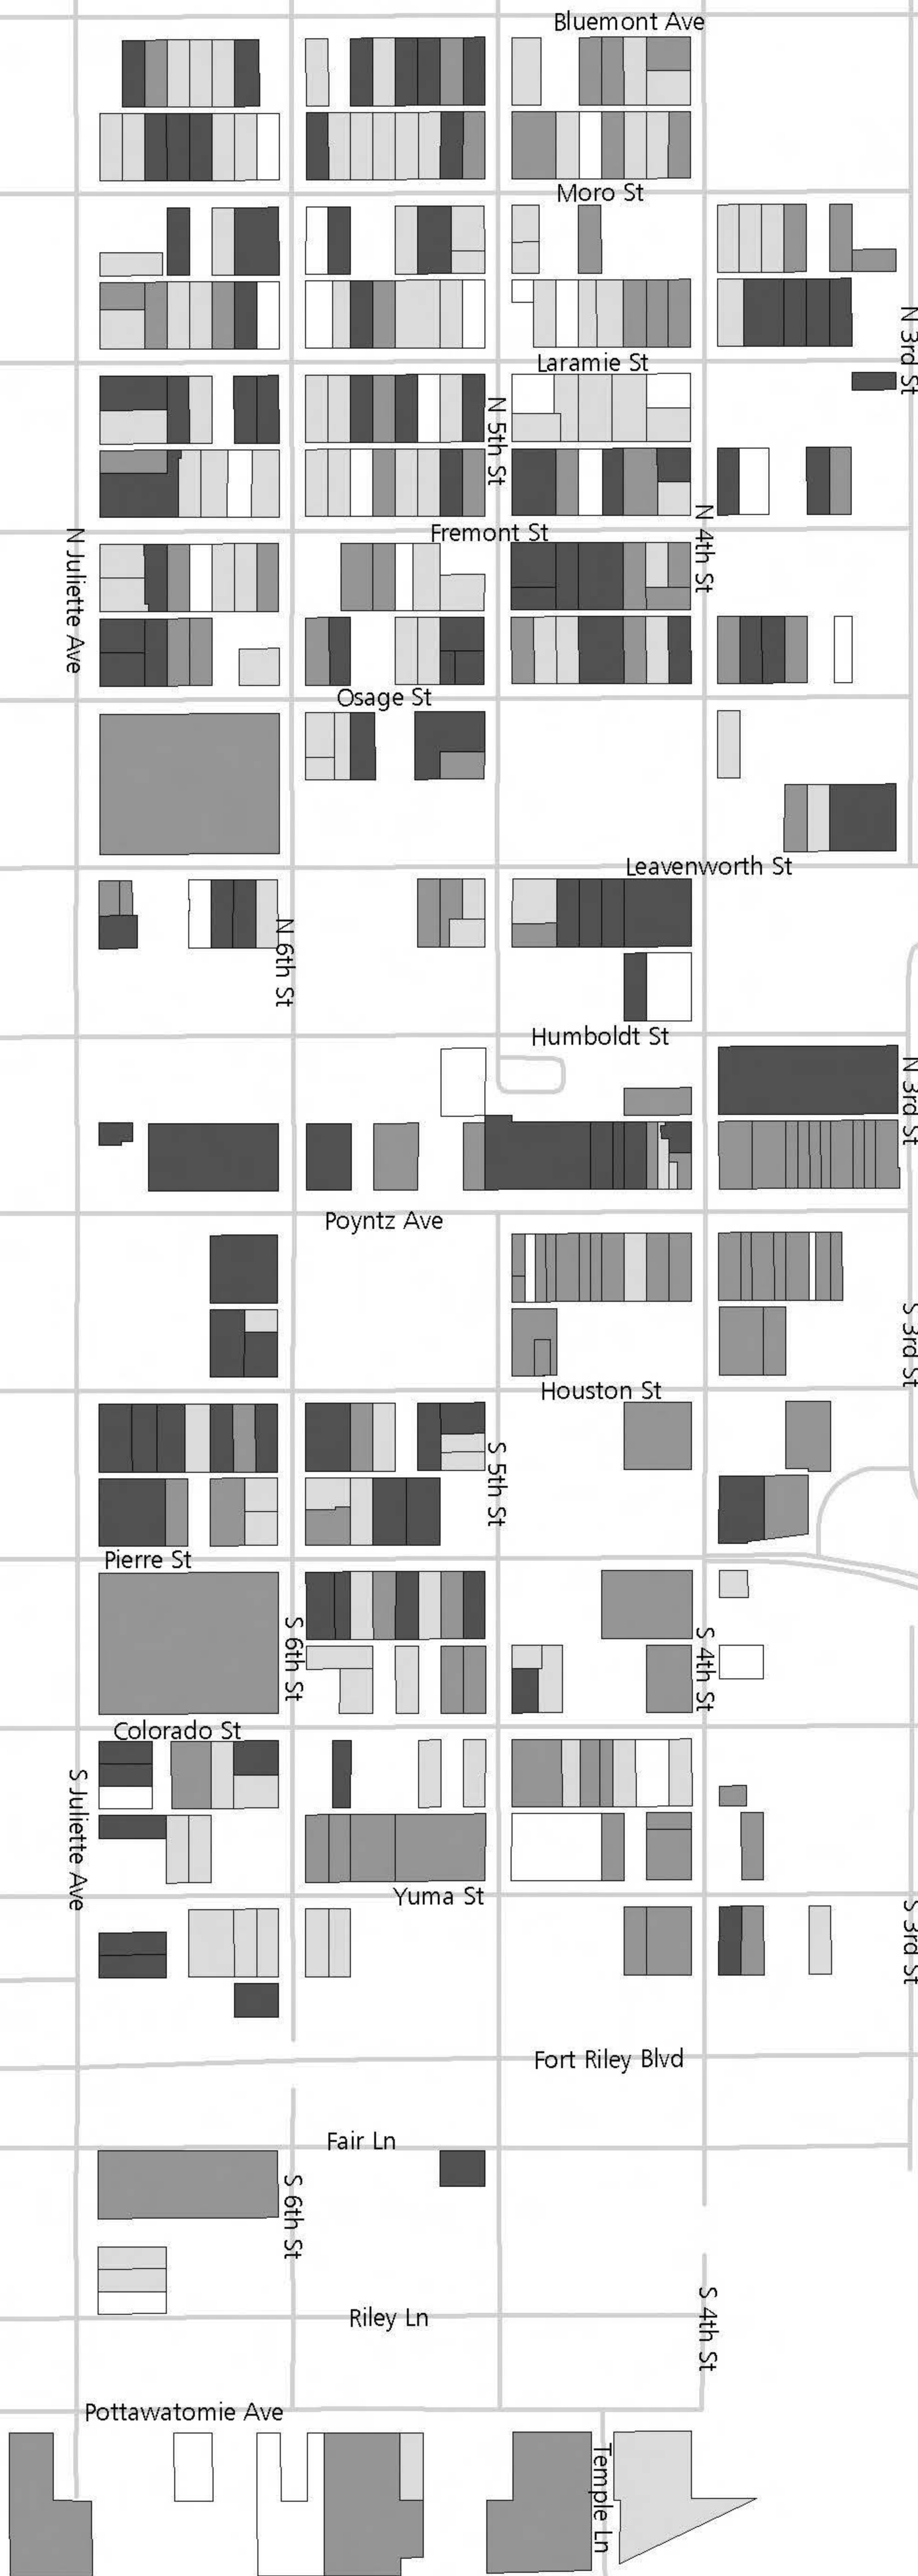 Bluemont Ave
Moro St
N 3rd St
Laramie St
N 5th St
N 4th St
Fremont St
N Juliette Ave
Osage St
Leavenworth St
N 6th St
Humboldt St
N 3rd St
Poyntz Ave
S 3rd St
Houston St
S 5th St
Pierre St
S 6th St
S 4th St
Colorado St
S Juliette Ave
Yuma St
S 3rd St
Fort Riley Blvd
Fair Ln
S 6th St
S 4th St
Riley Ln
Pottawatomie Ave
Temple Ln